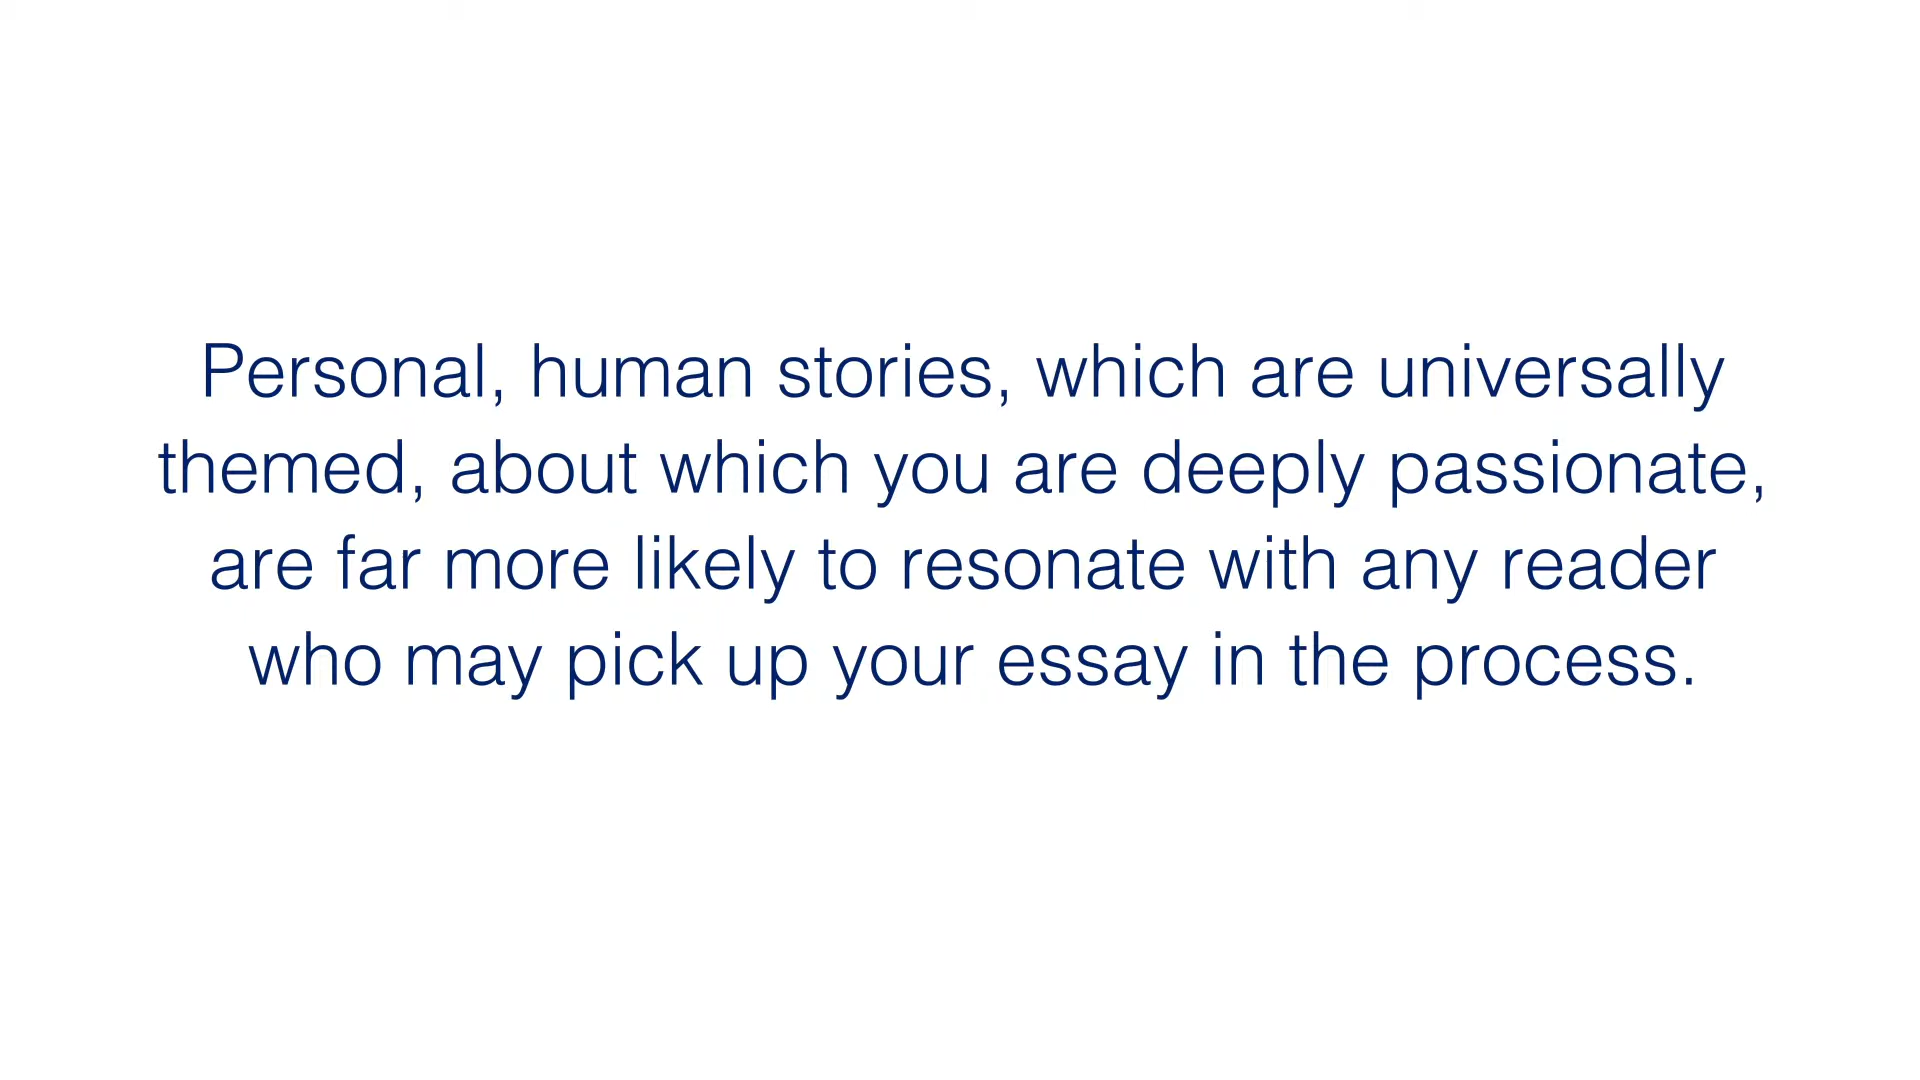 Personal, human stories, which are universally
themed, about which you are deeply passionate,
are far more likely to resonate with any reader
who may pick up your essay in the process.